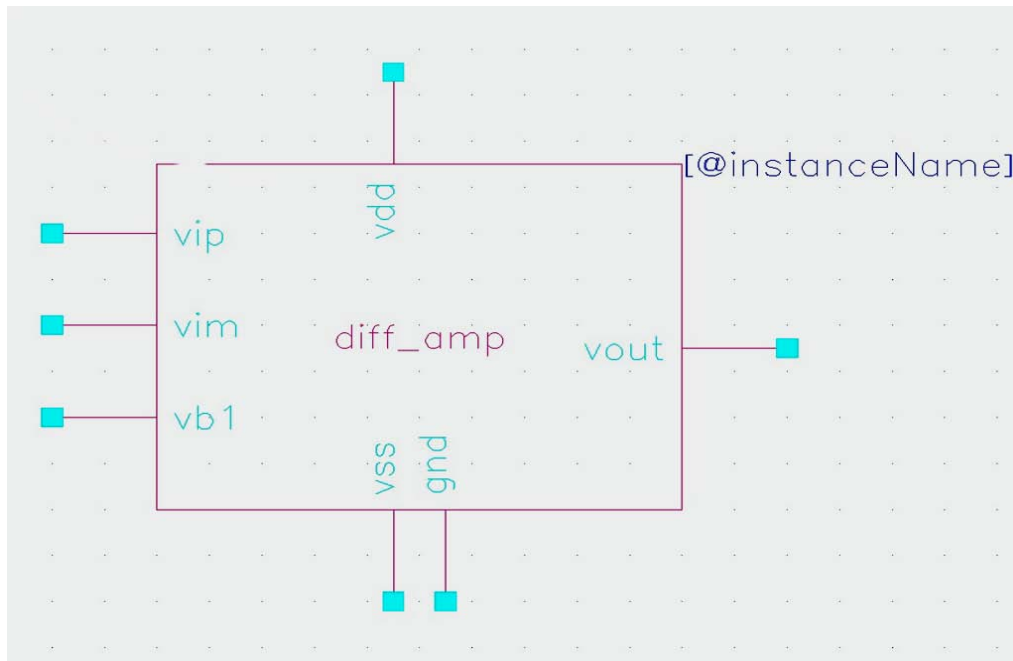 [@instanceName]
vdd
vip
vim
diff_amp
vout
vb1
vss
gnd